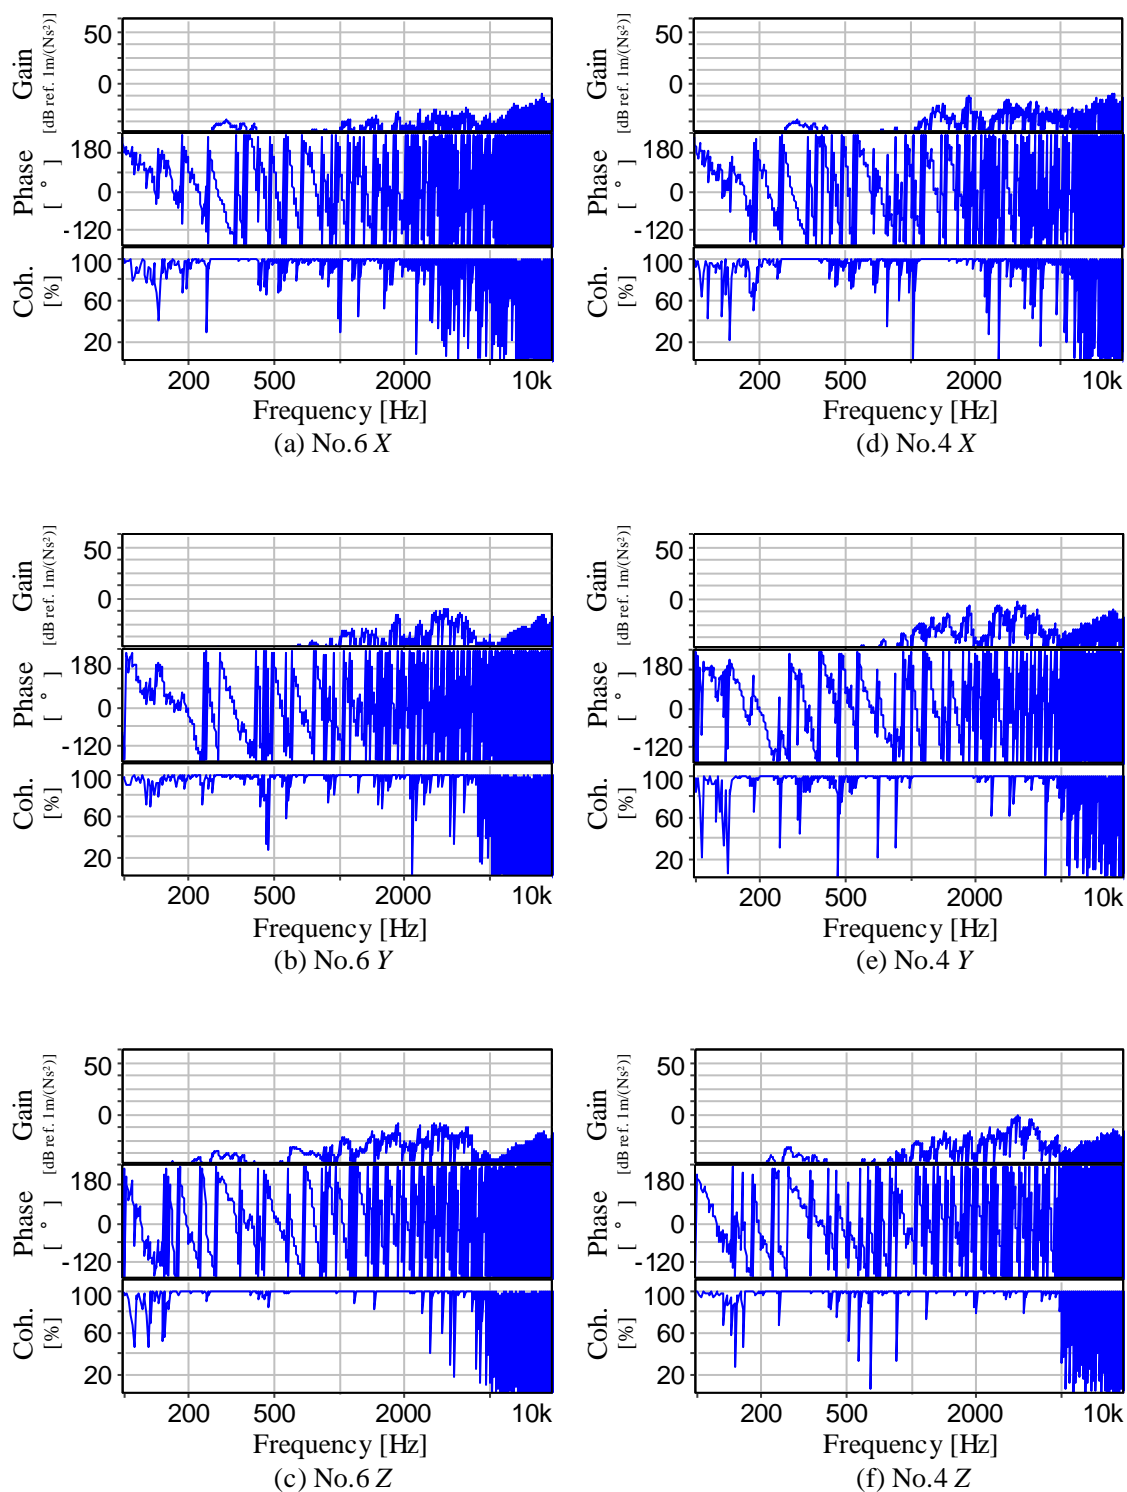 Gain
[dB ref. 1m/(Ns²)]
50
0
Phase
[ ° ]
180
0
-120
Coh.
[%]
100
60
20
200 500 2000 10k
Frequency [Hz]
(a) No.6 X
Gain
[dB ref. 1m/(Ns²)]
50
0
Phase
[ ° ]
180
0
-120
Coh.
[%]
100
60
20
200 500 2000 10k
Frequency [Hz]
(d) No.4 X
Gain
[dB ref. 1m/(Ns²)]
50
0
Phase
[ ° ]
180
0
-120
Coh.
[%]
100
60
20
200 500 2000 10k
Frequency [Hz]
(b) No.6 Y
Gain
[dB ref. 1m/(Ns²)]
50
0
Phase
[ ° ]
180
0
-120
Coh.
[%]
100
60
20
200 500 2000 10k
Frequency [Hz]
(e) No.4 Y
Gain
[dB ref. 1m/(Ns²)]
50
0
Phase
[ ° ]
180
0
-120
Coh.
[%]
100
60
20
200 500 2000 10k
Frequency [Hz]
(c) No.6 Z
Gain
[dB ref. 1m/(Ns²)]
50
0
Phase
[ ° ]
180
0
-120
Coh.
[%]
100
60
20
200 500 2000 10k
Frequency [Hz]
(f) No.4 Z